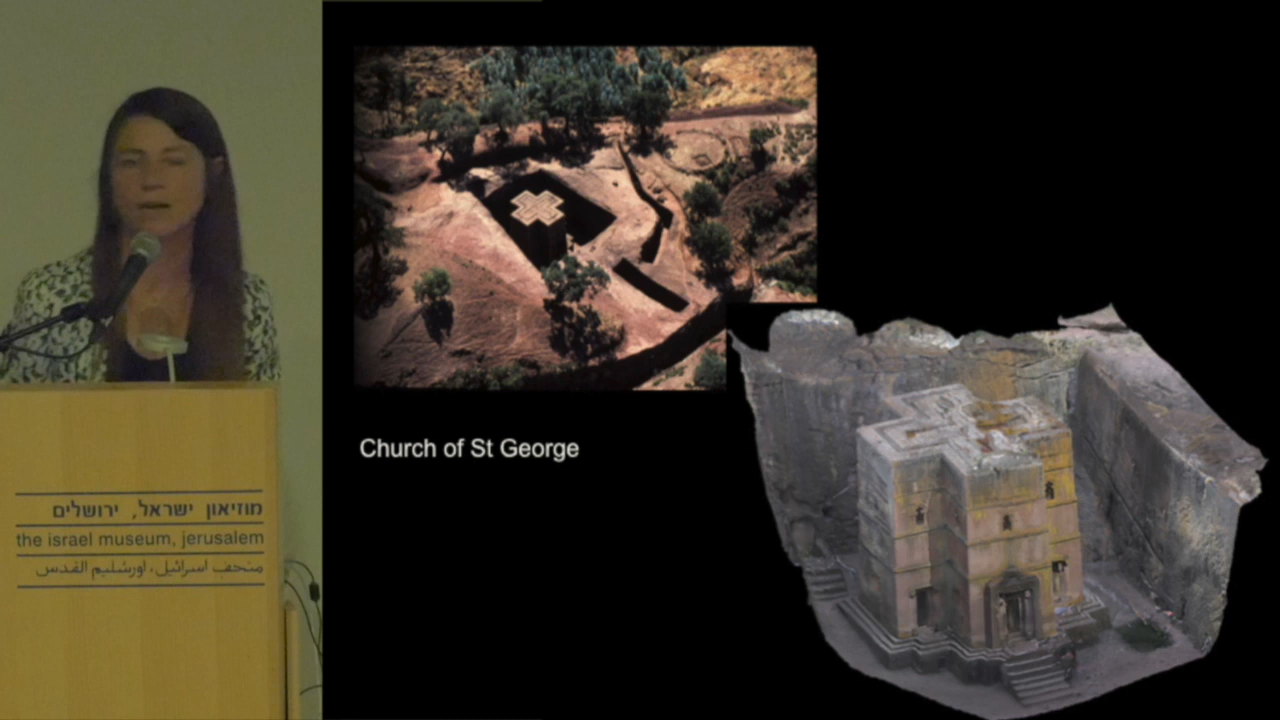 Church of St George
מוזיאון ישראל, ירושלים
the israel museum, jerusalem
متحف اسرائيل، اورشليم القدس